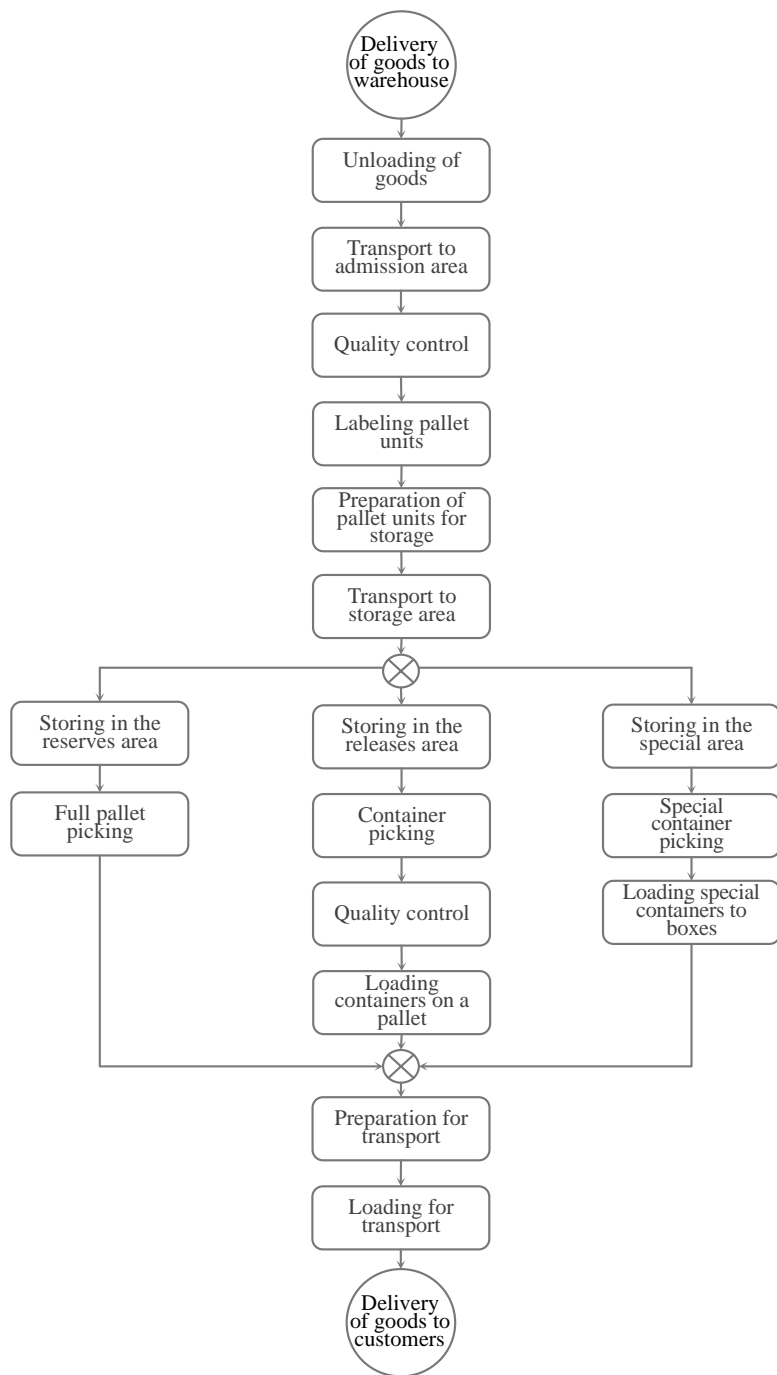 Delivery
of goods to
warehouse
Unloading of
goods
Transport to
admission area
Quality control
Labeling pallet
units
Preparation of
pallet units for
storage
Transport to
storage area
Storing in the
reserves area
Full pallet
picking
Storing in the
releases area
Container
picking
Quality control
Loading
containers on a
pallet
Storing in the
special area
Special
container
picking
Loading special
containers to
boxes
Preparation for
transport
Loading for
transport
Delivery
of goods to
customers